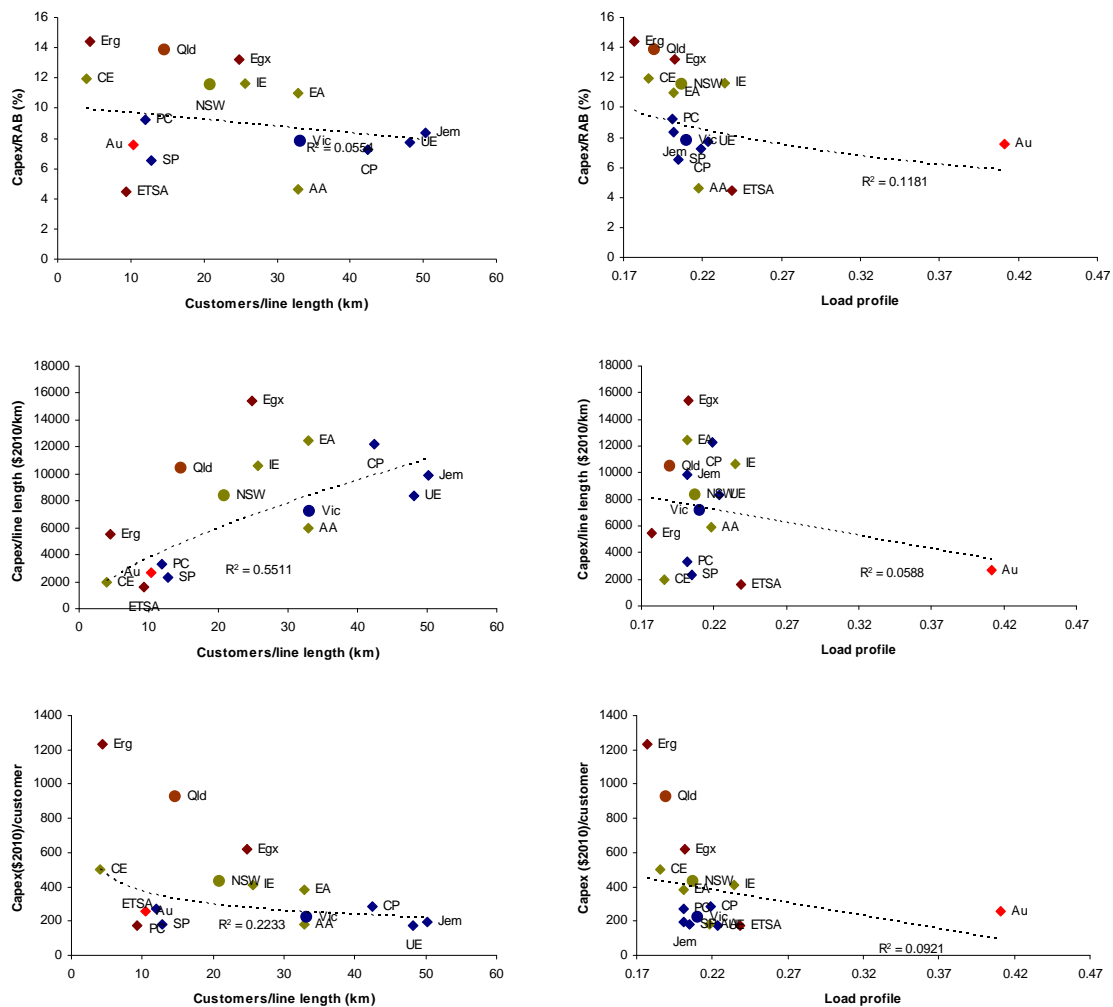 16
14
12
10
8
6
4
2
0
Capex/RAB (%)
Erg
Qld
Egx
CE
NSW
IE
EA
PC
Au
SP
ETSA
Vic
R² = 0.0554
CP
UE
Jem
AA
0 10 20 30 40 50 60
Customers/line length (km)
16
14
12
10
8
6
4
2
0
Capex/RAB (%)
Erg
Qld
Egx
CE
NSW
IE
EA
PC
Vic
UE
Jem
SP
CP
AA
ETSA
Au
R² = 0.1181
0.17 0.22 0.27 0.32 0.37 0.42 0.47
Load profile
18000
16000
14000
12000
10000
8000
6000
4000
2000
0
Capex/line length ($2010/km)
Egx
EA
CP
IE
Qld
Jem
NSW
UE
Vic
AA
Erg
PC
Au
SP
CE
ETSA
R² = 0.5511
0 10 20 30 40 50 60
Customers/line length (km)
18000
16000
14000
12000
10000
8000
6000
4000
2000
0
Capex/line length ($2010/km)
Egx
EA
CP
IE
Qld
Jem
NSW
UE
Vic
AA
Erg
PC
SP
CE
ETSA
Au
R² = 0.0588
0.17 0.22 0.27 0.32 0.37 0.42 0.47
Load profile
1400
1200
1000
800
600
400
200
0
Capex($2010)/customer
Erg
Qld
Egx
CE
NSW
IE
EA
CP
ETSA
Au
PC
SP
R² = 0.2233
Vic
AA
UE
Jem
0 10 20 30 40 50 60
Customers/line length (km)
1400
1200
1000
800
600
400
200
0
Capex ($2010)/customer
Erg
Qld
Egx
CE
NSW
IE
EA
PC
CP
Vic
Jem
SP
AA
UE
ETSA
Au
R² = 0.0921
0.17 0.22 0.27 0.32 0.37 0.42 0.47
Load profile